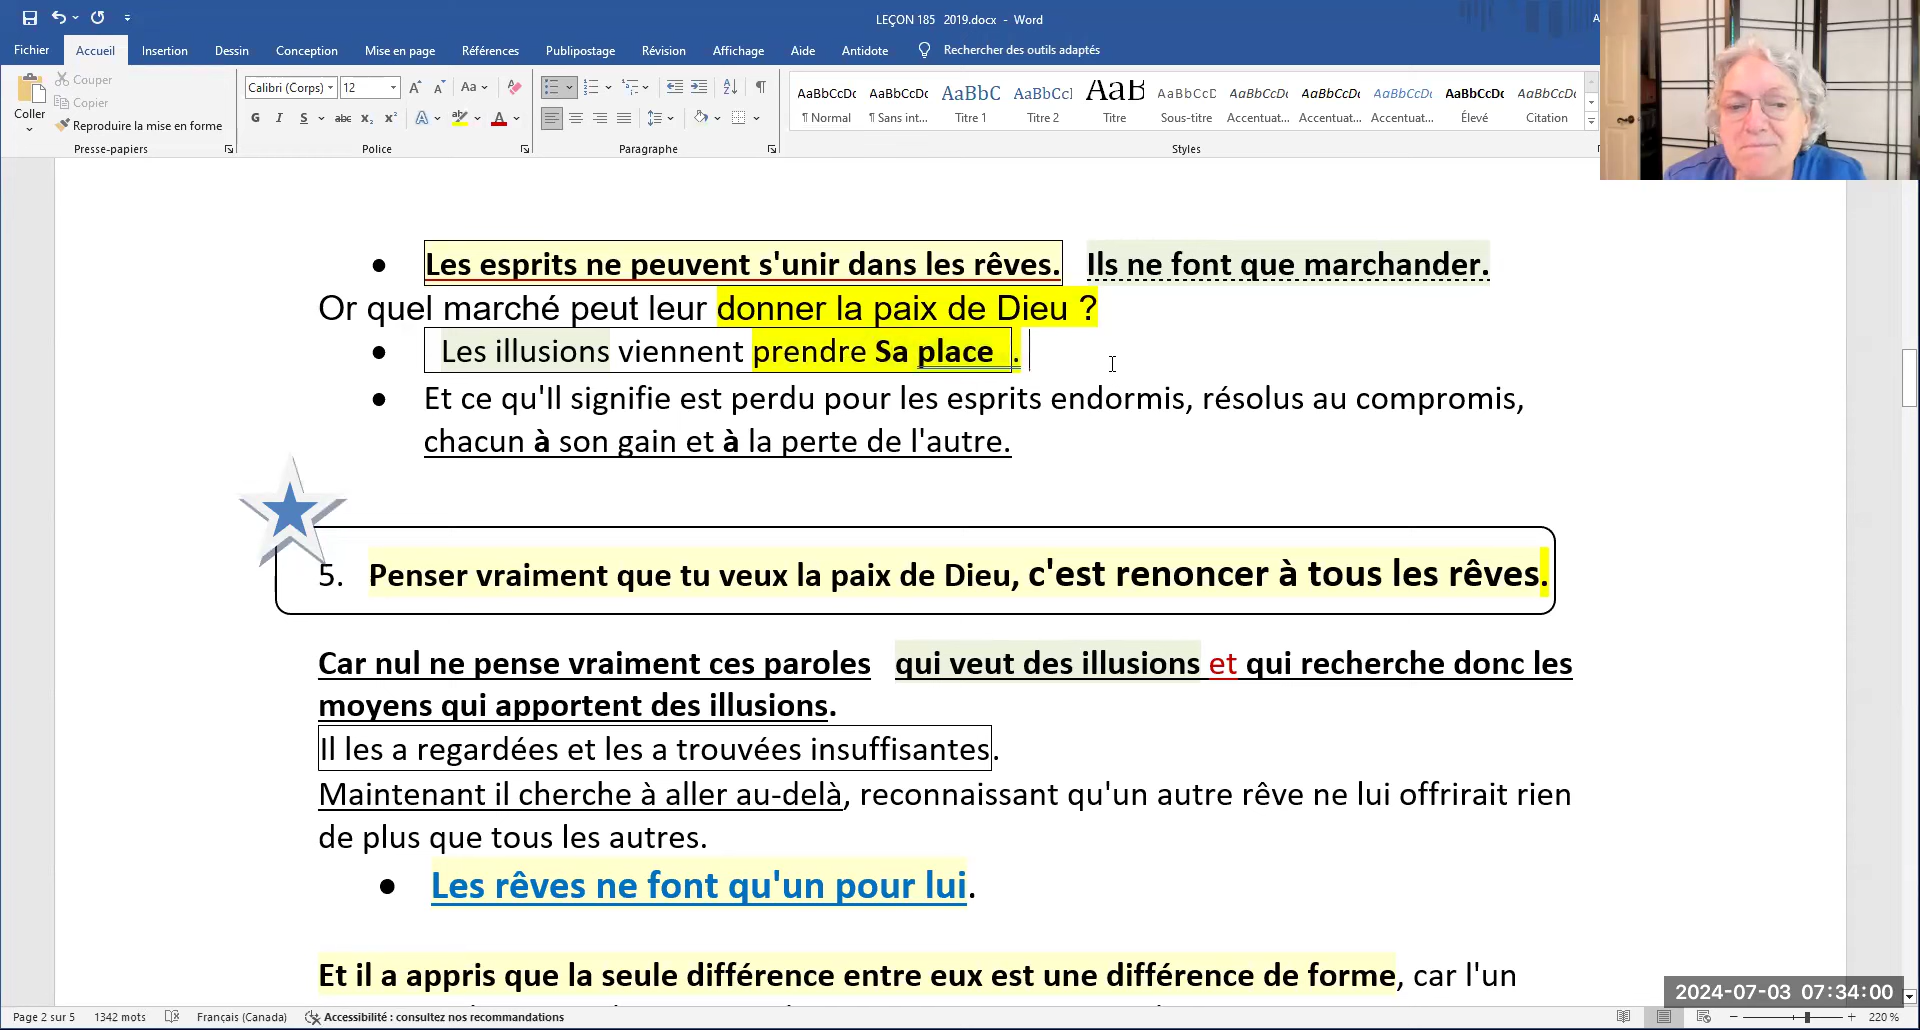 LEÇON 185 2019.docx - Word
Fichier Accueil Insertion Dessin Conception Mise en page Références Publipostage Révision Affichage Aide Antidote Rechercher des outils adaptés
Coller
Couper
Copier
Reproduire la mise en forme
Presse-papiers
Calibri (Corps) 12
G I S abc x₂ x²
Police
Paragraphe
AaBbCcDc AaBbCcDc AaBbC AaBbCcI AaB AaBbCcD AaBbCcDc AaBbCcDc AaBbCcDc AaBbCcDc AaBbCcDc
¶ Normal ¶ Sans int... Titre 1 Titre 2 Titre Sous-titre Accentuat... Accentuat... Accentuat... Élevé Citation
Styles
• Les esprits ne peuvent s'unir dans les rêves. Ils ne font que marchander.
Or quel marché peut leur donner la paix de Dieu ?
• Les illusions viennent prendre Sa place .
• Et ce qu'Il signifie est perdu pour les esprits endormis, résolus au compromis,
chacun à son gain et à la perte de l'autre.
5. Penser vraiment que tu veux la paix de Dieu, c'est renoncer à tous les rêves.
Car nul ne pense vraiment ces paroles qui veut des illusions et qui recherche donc les
moyens qui apportent des illusions.
Il les a regardées et les a trouvées insuffisantes.
Maintenant il cherche à aller au-delà, reconnaissant qu'un autre rêve ne lui offrirait rien
de plus que tous les autres.
• Les rêves ne font qu'un pour lui.
Et il a appris que la seule différence entre eux est une différence de forme, car l'un
2024-07-03 07:34:00
Page 2 sur 5 1342 mots Français (Canada) Accessibilité : consultez nos recommandations 220 %